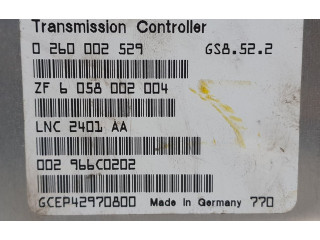 Transmission Controller
0 260 002 529 GS8.52.2
ZF 6 058 002 004
LNC 2401 AA
002 966C0202
GCEP42970800 Made in Germany 770